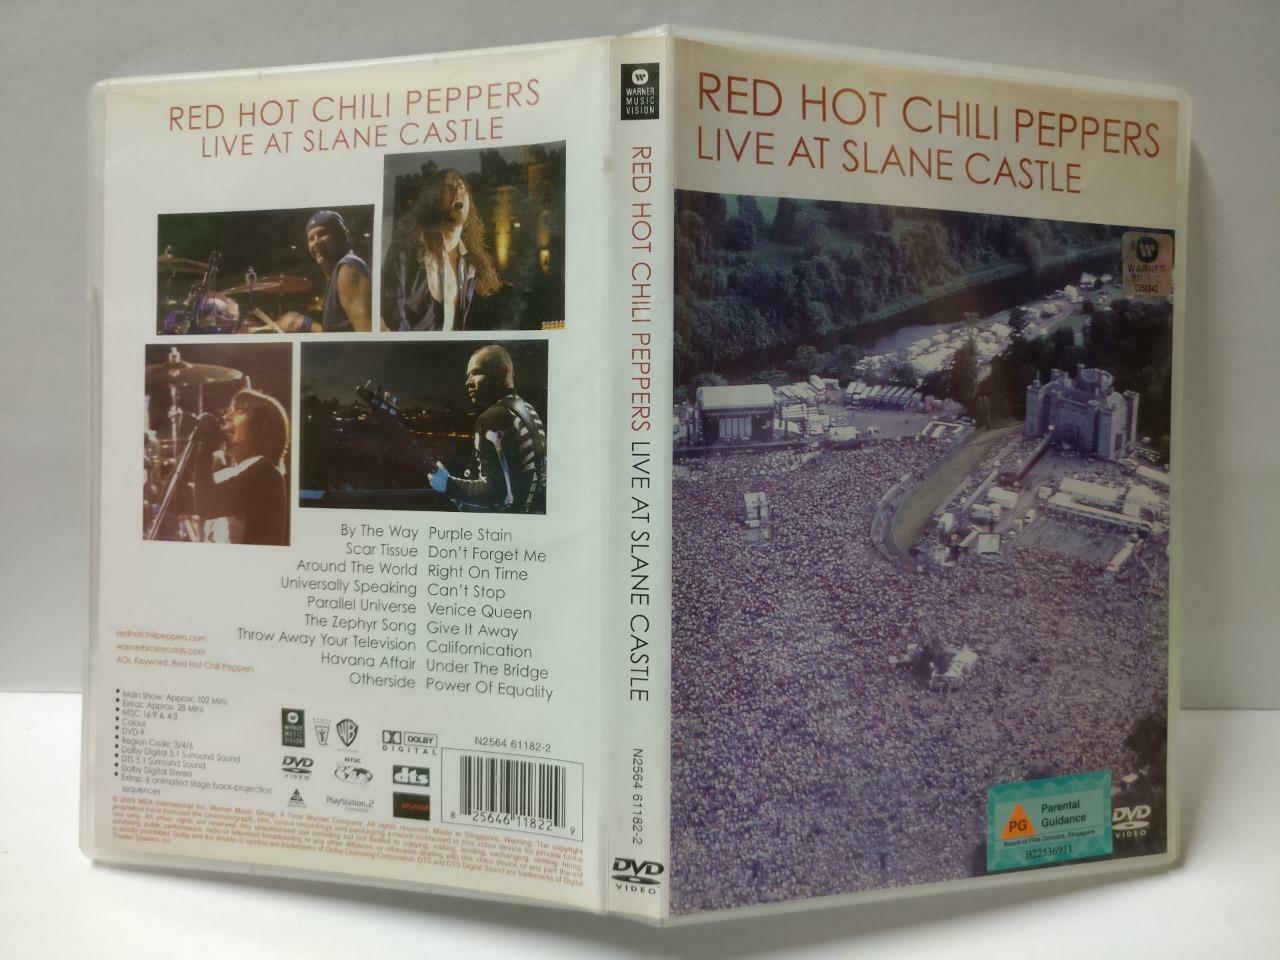 RED HOT CHILI PEPPERS
LIVE AT SLANE CASTLE
By The Way
Scar Tissue
Around The World
Universally Speaking
Parallel Universe
The Zephyr Song
Throw Away Your Television
Havana Affair
Otherside
Purple Stain
Don't Forget Me
Right On Time
Can't Stop
Venice Queen
Give It Away
Californication
Under The Bridge
Power Of Equality
redhotchilipeppers.com
warnerbrosrecords.com
AOL Keyword: Red Hot Chili Peppers
• Main Show: Approx: 102 Mins
• Extras: Approx: 28 Mins
• NTSC 16:9 & 4:3
• Colour
• DVD-9
• Region Code: 3/4/6
• Dolby Digital 5.1 Surround Sound
• DTS 5.1 Surround Sound
• Dolby Digital Stereo
• Extras: 6 animated stage back-projection
sequences
WARNER
MUSIC
VISION
WB
DOLBY
DIGITAL
DVD
VIDEO
NTSC
dts
PlayStation.2
N2564 61182-2
8 25646 11822 9
WARNER
MUSIC
VISION
RED HOT CHILI PEPPERS LIVE AT SLANE CASTLE
N2564 61182-2
DVD
VIDEO
RED HOT CHILI PEPPERS
LIVE AT SLANE CASTLE
WARNER
MUSIC
0350842
PG
Parental
Guidance
Board of Film Censors, Singapore
B22536911
DVD
VIDEO